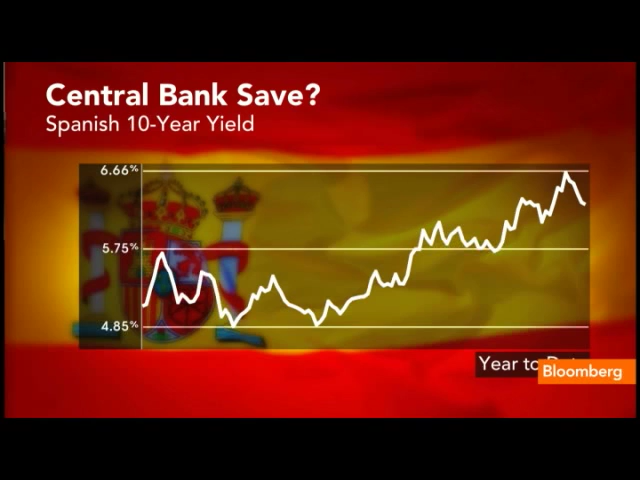 Central Bank Save?
Spanish 10-Year Yield
6.66%
5.75%
4.85%
Year to
Bloomberg